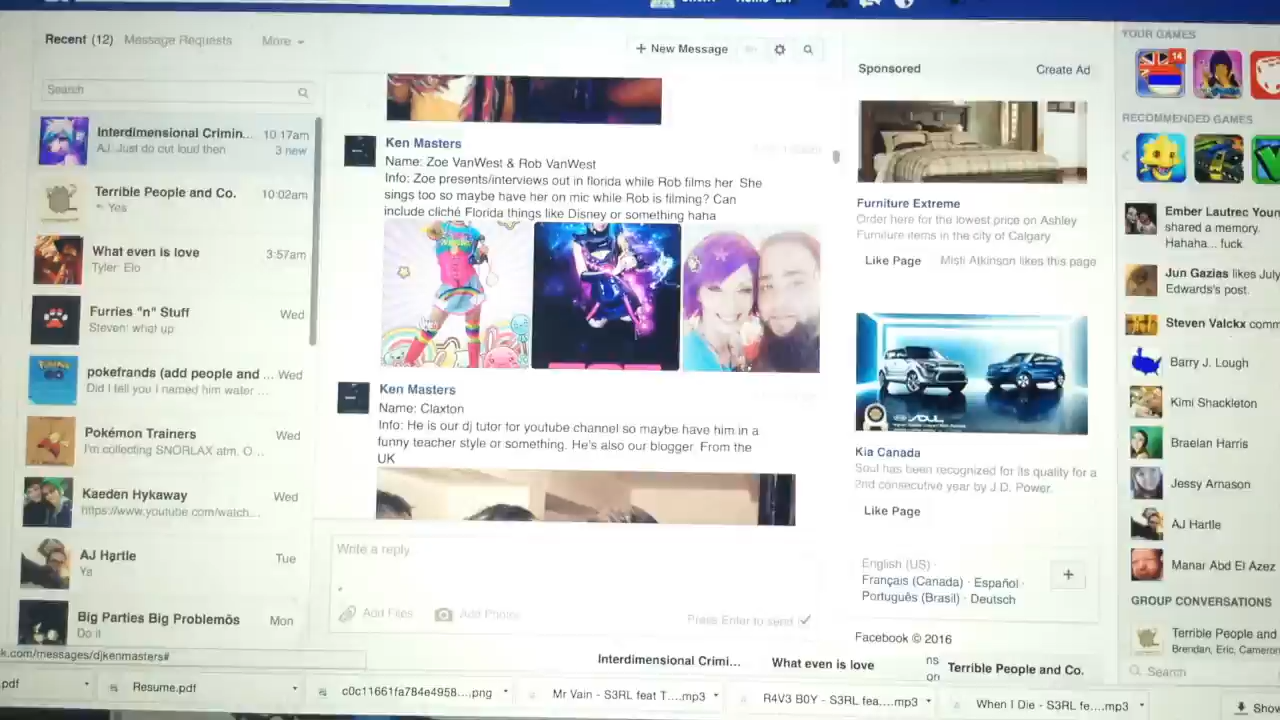 Recent (12) Message Requests More
Search
Interdimensional Crimin... 10:17am
AJ: Just do cut loud then 3 new
Terrible People and Co. 10:02am
Yes
What even is love 3:57am
Tyler: Elo
Furries "n" Stuff Wed
Steven: what up
pokefrands (add people and ... Wed
Did I tell you I named him water ...
Pokémon Trainers Wed
I'm collecting SNORLAX atm. O ...
Kaeden Hykaway Wed
https://www.youtube.com/watch...
AJ Hartle Tue
Ya
Big Parties Big Problemōs Mon
Do it
k.com/messages/djkenmasters#
+ New Message
Ken Masters
Name: Zoe VanWest & Rob VanWest
Info: Zoe presents/interviews out in florida while Rob films her She
sings too so maybe have her on mic while Rob is filming? Can
include cliché Florida things like Disney or something haha
Ken Masters
Name: Claxton
Info: He is our dj tutor for youtube channel so maybe have him in a
funny teacher style or something. He's also our blogger From the
UK
Write a reply
Add Files Add Photos Press Enter to send
Sponsored Create Ad
Furniture Extreme
Order here for the lowest price on Ashley
Furniture items in the city of Calgary
Like Page Misti Atkinson likes this page
Kia Canada
Soul has been recognized for its quality for a
2nd consecutive year by J.D. Power.
Like Page
English (US) ·
Français (Canada) · Español ·
Português (Brasil) · Deutsch
+
Facebook © 2016
YOUR GAMES
14
RECOMMENDED GAMES
Ember Lautrec Your
shared a memory.
Hahaha... fuck
Jun Gazias likes July
Edwards's post.
Steven Valckx comm
Barry J. Lough
Kimi Shackleton
Braelan Harris
Jessy Arnason
AJ Hartle
Manar Abd El Azez
GROUP CONVERSATIONS
Terrible People and
Brendan, Eric, Cameron
Search
Interdimensional Crimi... What even is love ns on Terrible People and Co.
.pdf Resume.pdf c0c11661fa784e4958....png Mr Vain - S3RL feat T....mp3 R4V3 B0Y - S3RL fea....mp3 When I Die - S3RL fe....mp3 Show